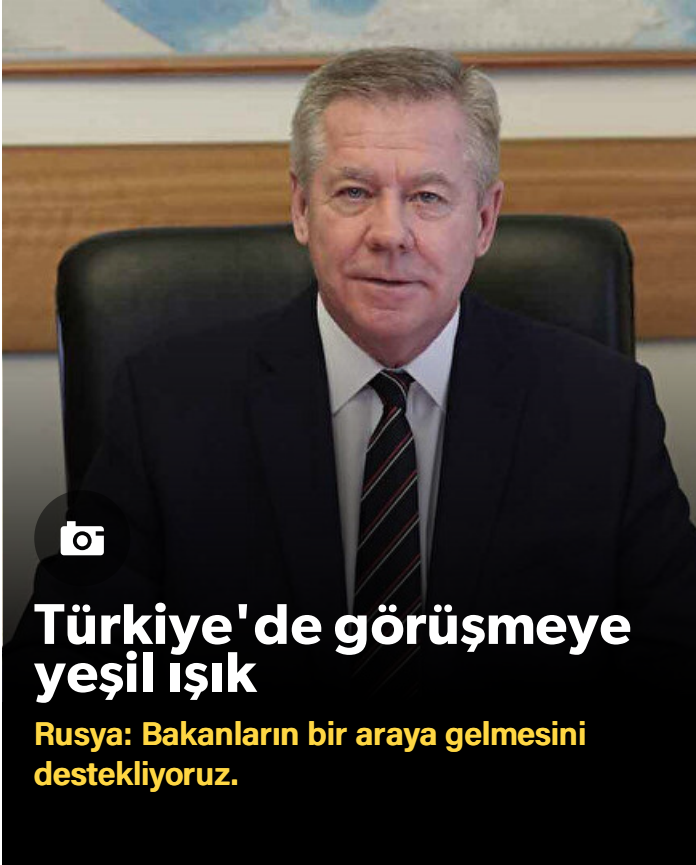 Türkiye'de görüşmeye
yeşil ışık
Rusya: Bakanların bir araya gelmesini
destekliyoruz.